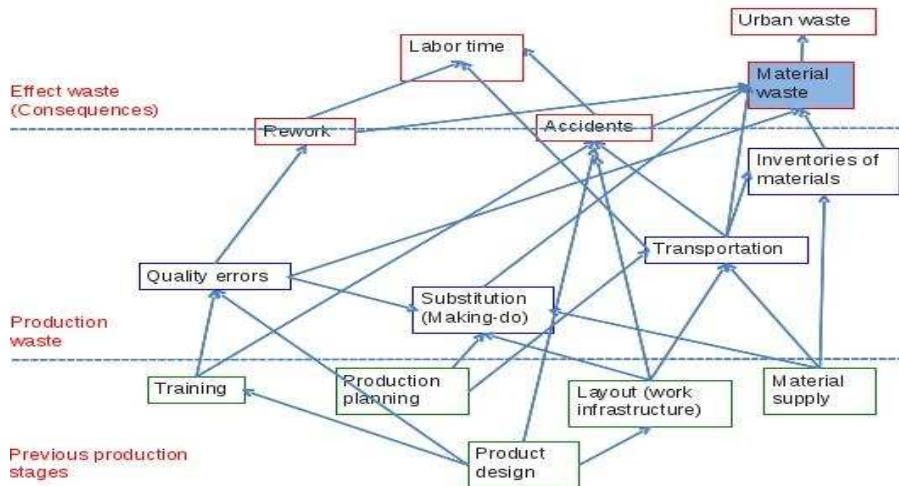 Urban waste
Labor time
Material
waste
Effect waste
(Consequences)
Rework
Accidents
Inventories of
materials
Transportation
Quality errors
Substitution
(Making-do)
Production
waste
Training
Production
planning
Layout (work
infrastructure)
Material
supply
Product
design
Previous production
stages